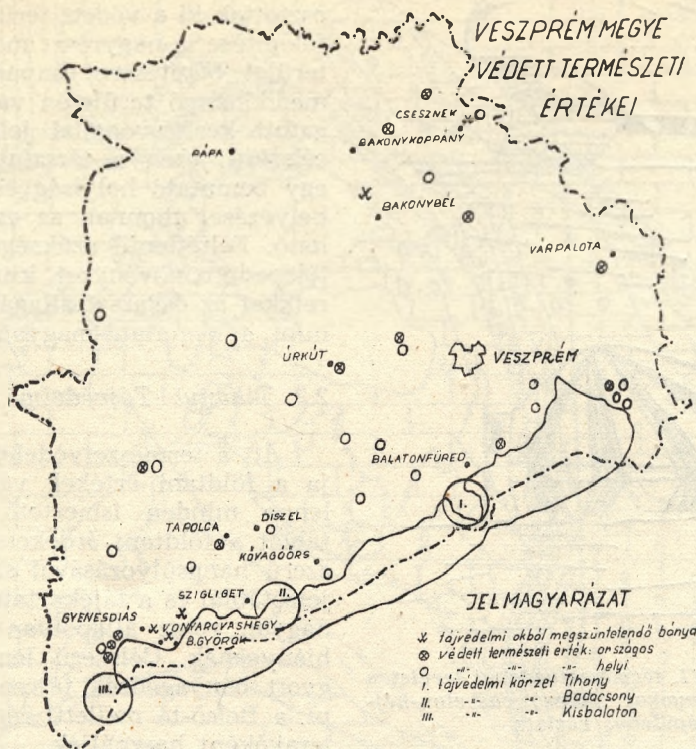 VESZPRÉM MEGYE
VÉDETT TERMÉSZETI
ÉRTÉKEI
CSESZNEK
BAKONYKOPPÁNY
PÁPA
BAKONYBÉL
VÁRPALOTA
ÚRKÚT
VESZPRÉM
BALATONFÜRED
DISZEL
TAPOLCA
KÖVÁGÓÖRS
I.
SZIGLIGET
II.
GYENESDIÁS
VONYARCVASHEGY
B.GYÖRÖK
III.
JELMAGYARÁZAT
tájvédelmi okból megszüntetendő bánya
védett természeti érték: országos
-"- -"- -"- helyi
I. tájvédelmi körzet Tihany
II. -"- -"- Badacsony
III. -"- -"- Kisbalaton